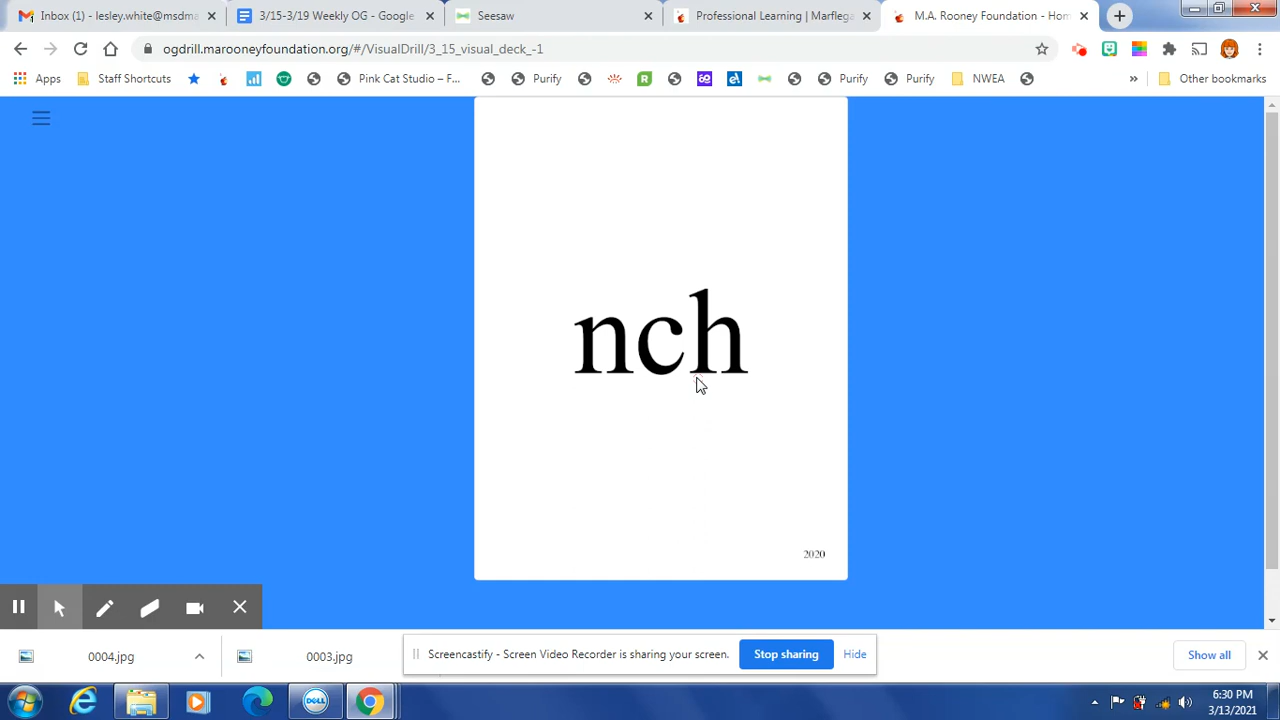 Inbox (1) - lesley.white@msdm
3/15-3/19 Weekly OG - Google
Seesaw
Professional Learning | Marflega
M.A. Rooney Foundation - Hom
ogdrill.marooneyfoundation.org/#/VisualDrill/3_15_visual_deck_-1
Apps
Staff Shortcuts
Pink Cat Studio – F...
Purify
Purify
Purify
NWEA
»
Other bookmarks
nch
2020
0004.jpg
0003.jpg
Screencastify - Screen Video Recorder is sharing your screen.
Stop sharing
Hide
Show all
DELL
6:30 PM
3/13/2021